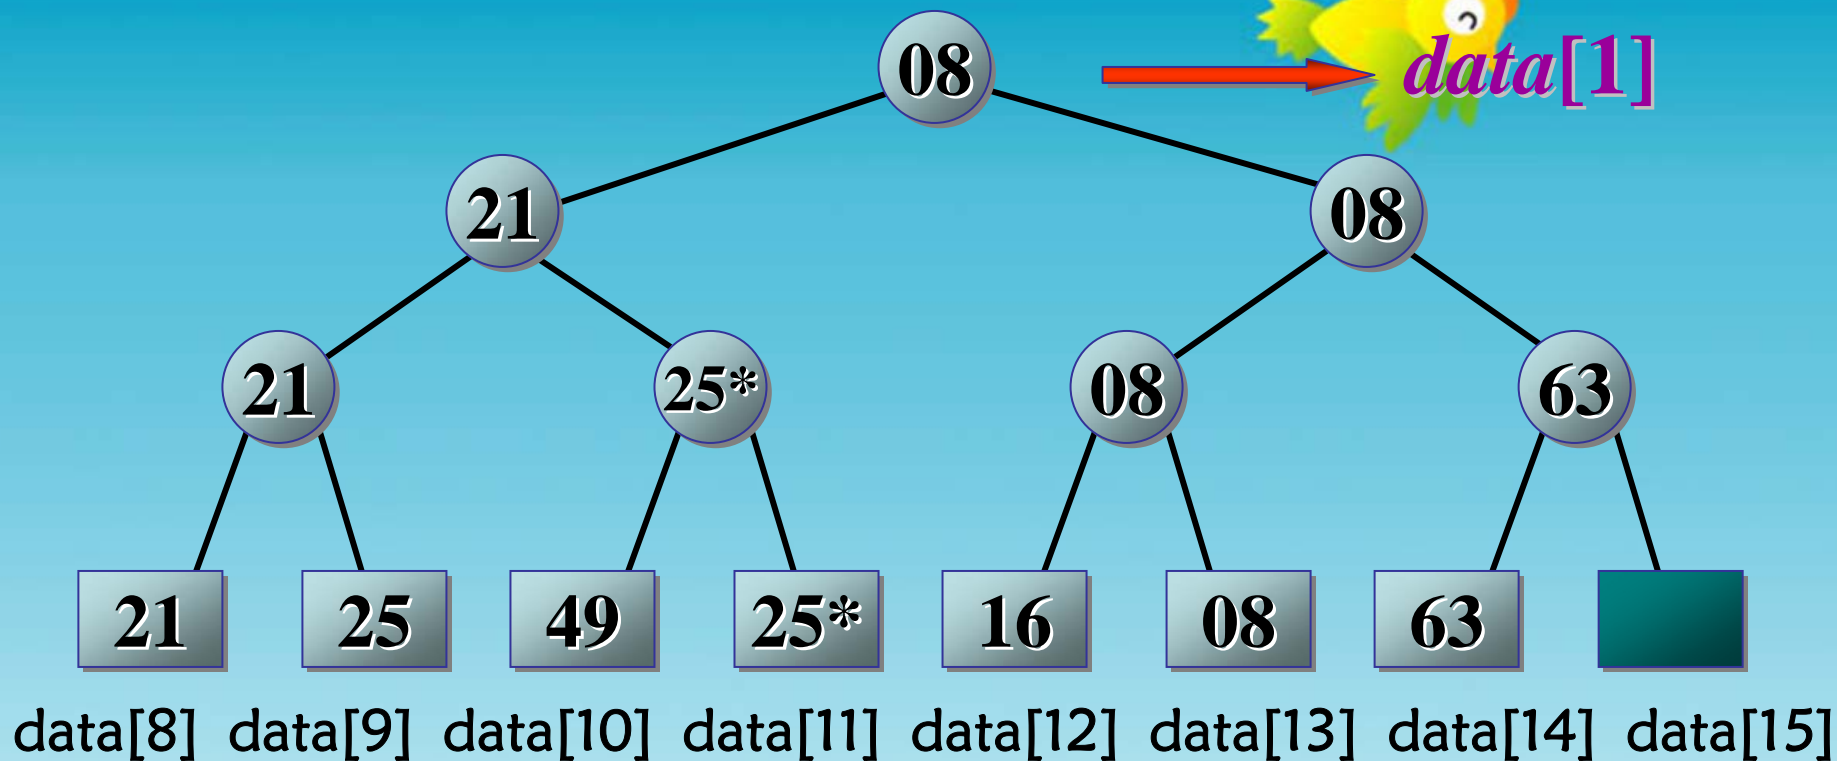 08 data[1]
21 08
21 25* 08 63
21 25 49 25* 16 08 63
data[8] data[9] data[10] data[11] data[12] data[13] data[14] data[15]